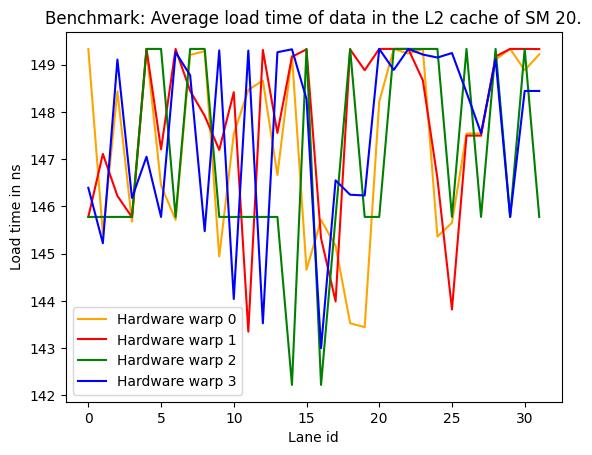 Benchmark: Average load time of data in the L2 cache of SM 20.
149
148
147
146
145
144
143
142
Load time in ns
Hardware warp 0
Hardware warp 1
Hardware warp 2
Hardware warp 3
0 5 10 15 20 25 30
Lane id